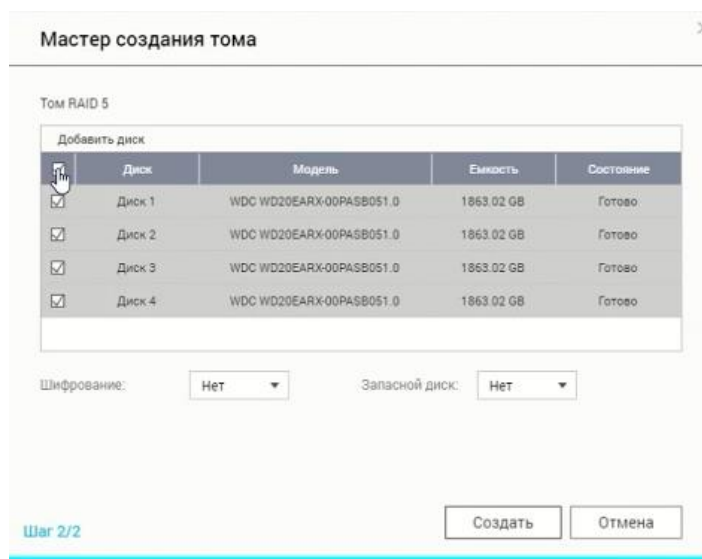 Мастер создания тома
Том RAID 5
Добавить диск
Диск Модель Емкость Состояние
Диск 1 WDC WD20EARX-00PASB051.0 1863.02 GB Готово
Диск 2 WDC WD20EARX-00PASB051.0 1863.02 GB Готово
Диск 3 WDC WD20EARX-00PASB051.0 1863.02 GB Готово
Диск 4 WDC WD20EARX-00PASB051.0 1863.02 GB Готово
Шифрование: Нет Запасной диск: Нет
Шаг 2/2 Создать Отмена